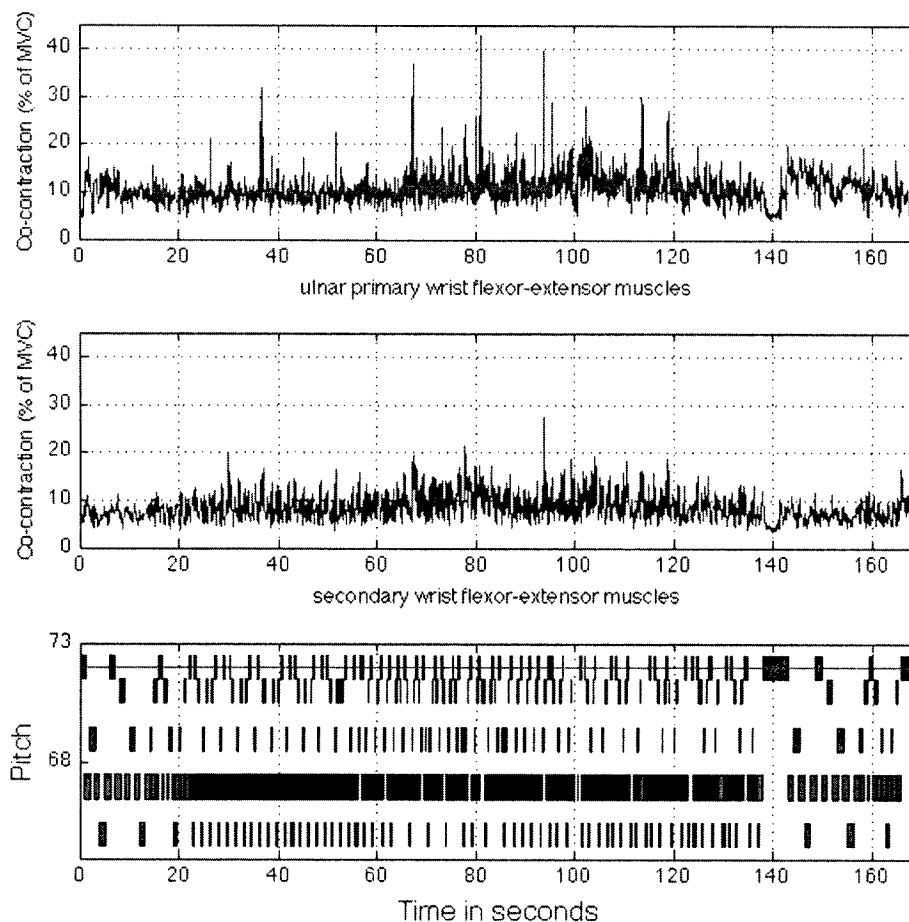 Co-contraction (% of MVC)
40
30
20
10
0
0 20 40 60 80 100 120 140 160
ulnar primary wrist flexor-extensor muscles
Co-contraction (% of MVC)
40
30
20
10
0
0 20 40 60 80 100 120 140 160
secondary wrist flexor-extensor muscles
Pitch
73
68
0 20 40 60 80 100 120 140 160
Time in seconds